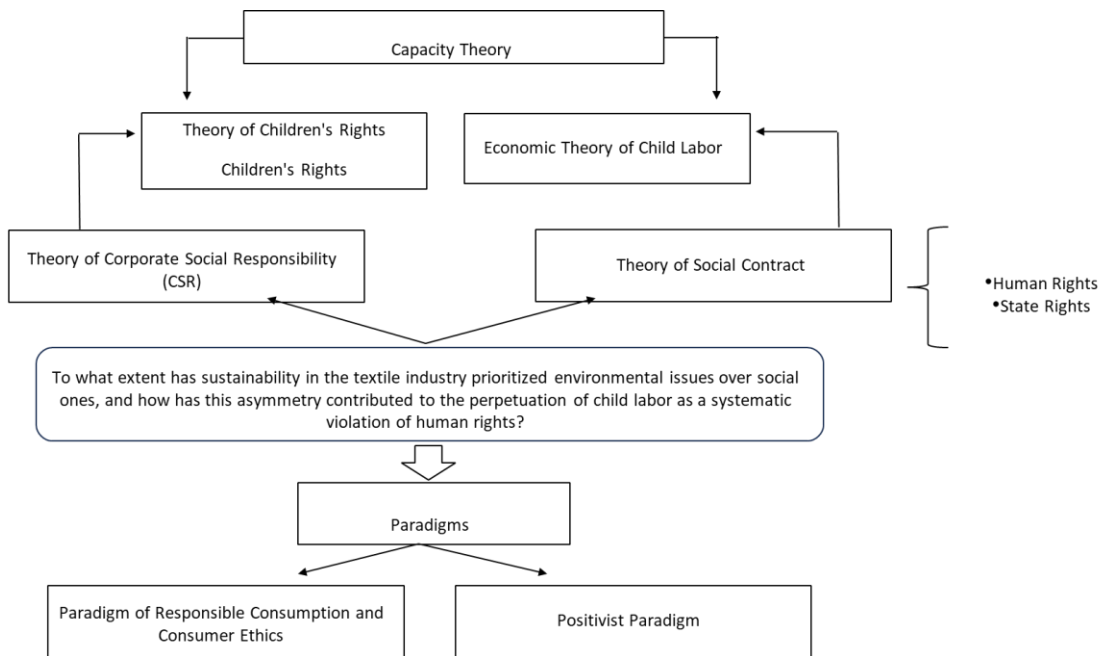 Capacity Theory
Theory of Children's Rights
Children's Rights
Economic Theory of Child Labor
Theory of Corporate Social Responsibility
(CSR)
Theory of Social Contract
•Human Rights
•State Rights
To what extent has sustainability in the textile industry prioritized environmental issues over social
ones, and how has this asymmetry contributed to the perpetuation of child labor as a systematic
violation of human rights?
Paradigms
Paradigm of Responsible Consumption and
Consumer Ethics
Positivist Paradigm